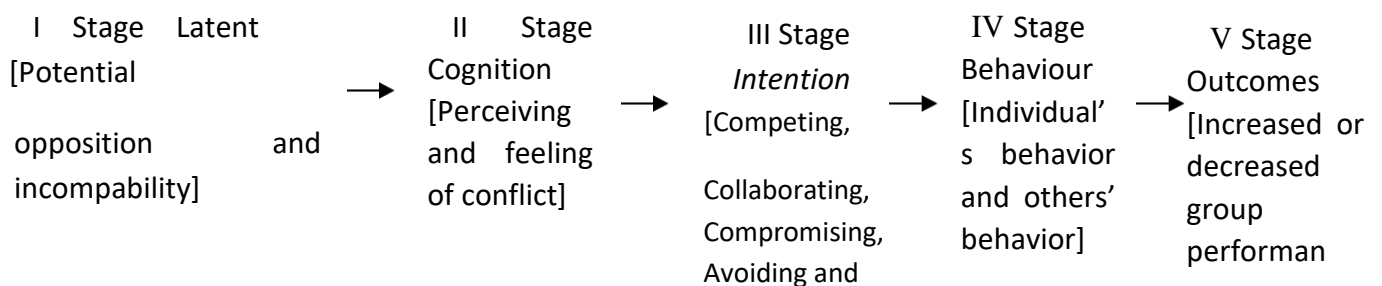 I Stage Latent
[Potential
opposition and
incompability]
II Stage
Cognition
[Perceiving
and feeling
of conflict]
III Stage
Intention
[Competing,
Collaborating,
Compromising,
Avoiding and
IV Stage
Behaviour
[Individual’
s behavior
and others’
behavior]
V Stage
Outcomes
[Increased or
decreased
group
performan